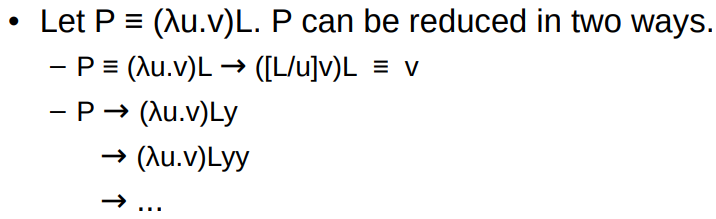 • Let P ≡ (λu.v)L. P can be reduced in two ways.
– P ≡ (λu.v)L → ([L/u]v)L ≡ v
– P → (λu.v)Ly
→ (λu.v)Lyy
→ ...